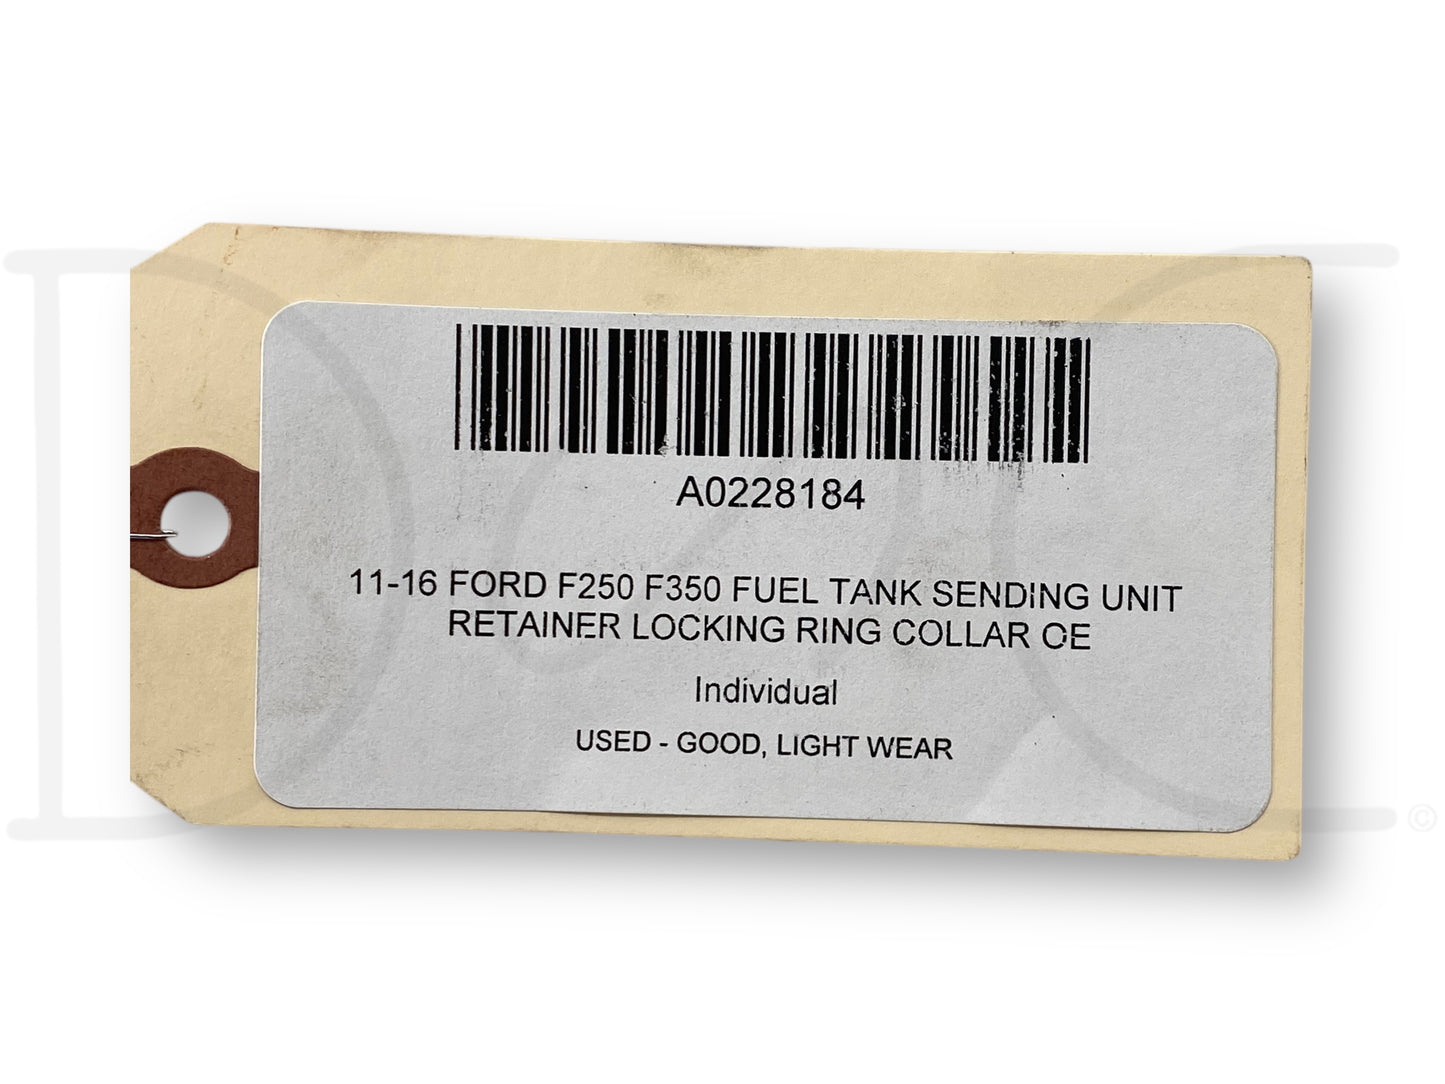 A0228184
11-16 FORD F250 F350 FUEL TANK SENDING UNIT
RETAINER LOCKING RING COLLAR OE
Individual
USED - GOOD, LIGHT WEAR